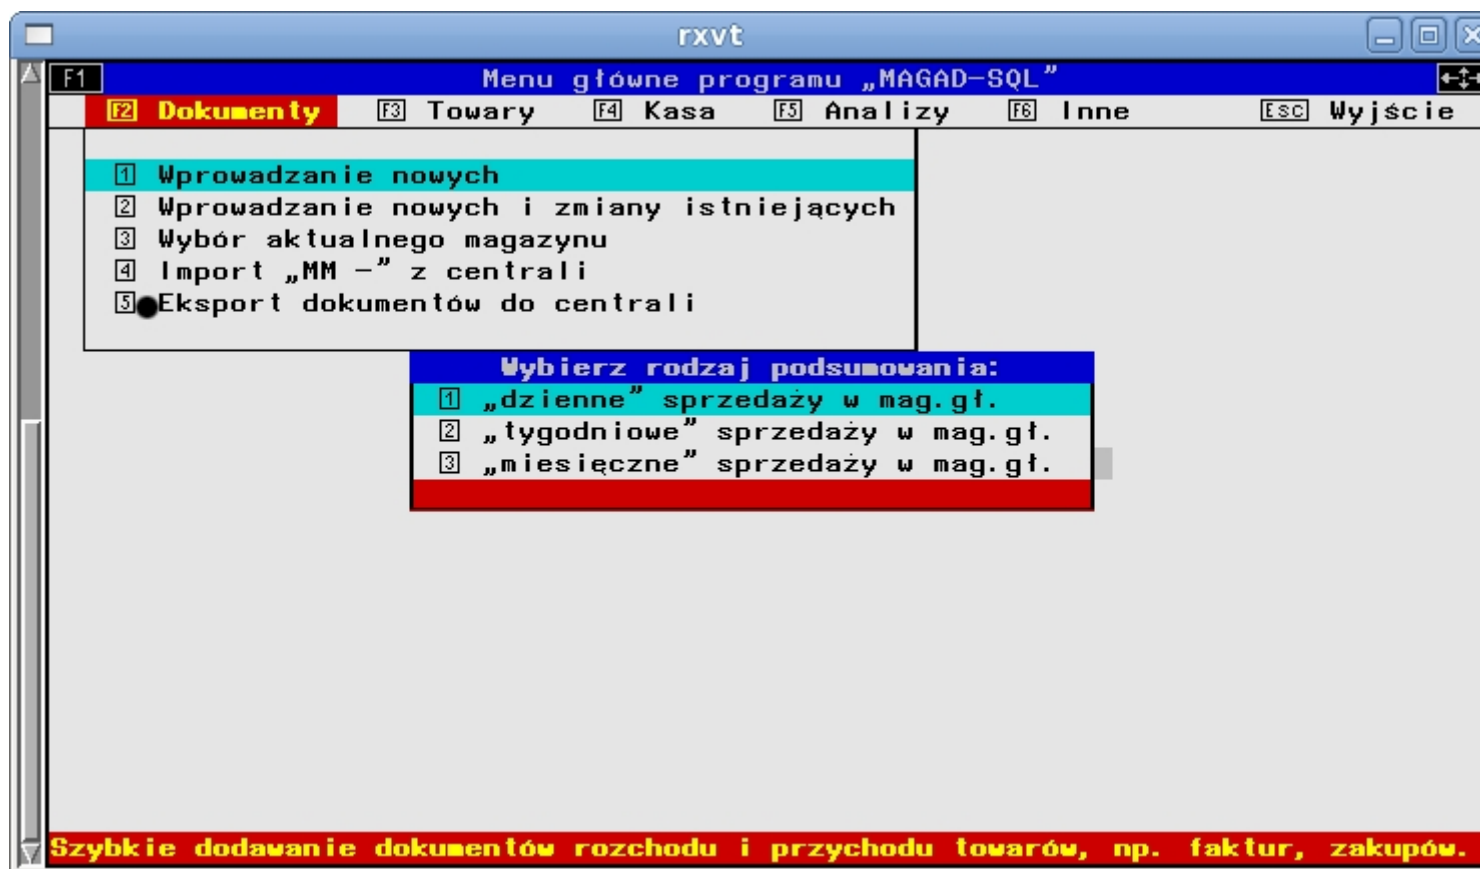 rxvt
F1 Menu główne programu „MAGAD-SQL”
F2 Dokumenty F3 Towary F4 Kasa F5 Analizy F6 Inne Esc Wyjście
1 Wprowadzanie nowych
2 Wprowadzanie nowych i zmiany istniejących
3 Wybór aktualnego magazynu
4 Import „MM -” z centrali
5 Eksport dokumentów do centrali
Wybierz rodzaj podsumowania:
1 „dzienne” sprzedaży w mag.gł.
2 „tygodniowe” sprzedaży w mag.gł.
3 „miesięczne” sprzedaży w mag.gł.
Szybkie dodawanie dokumentów rozchodu i przychodu towarów, np. faktur, zakupów.